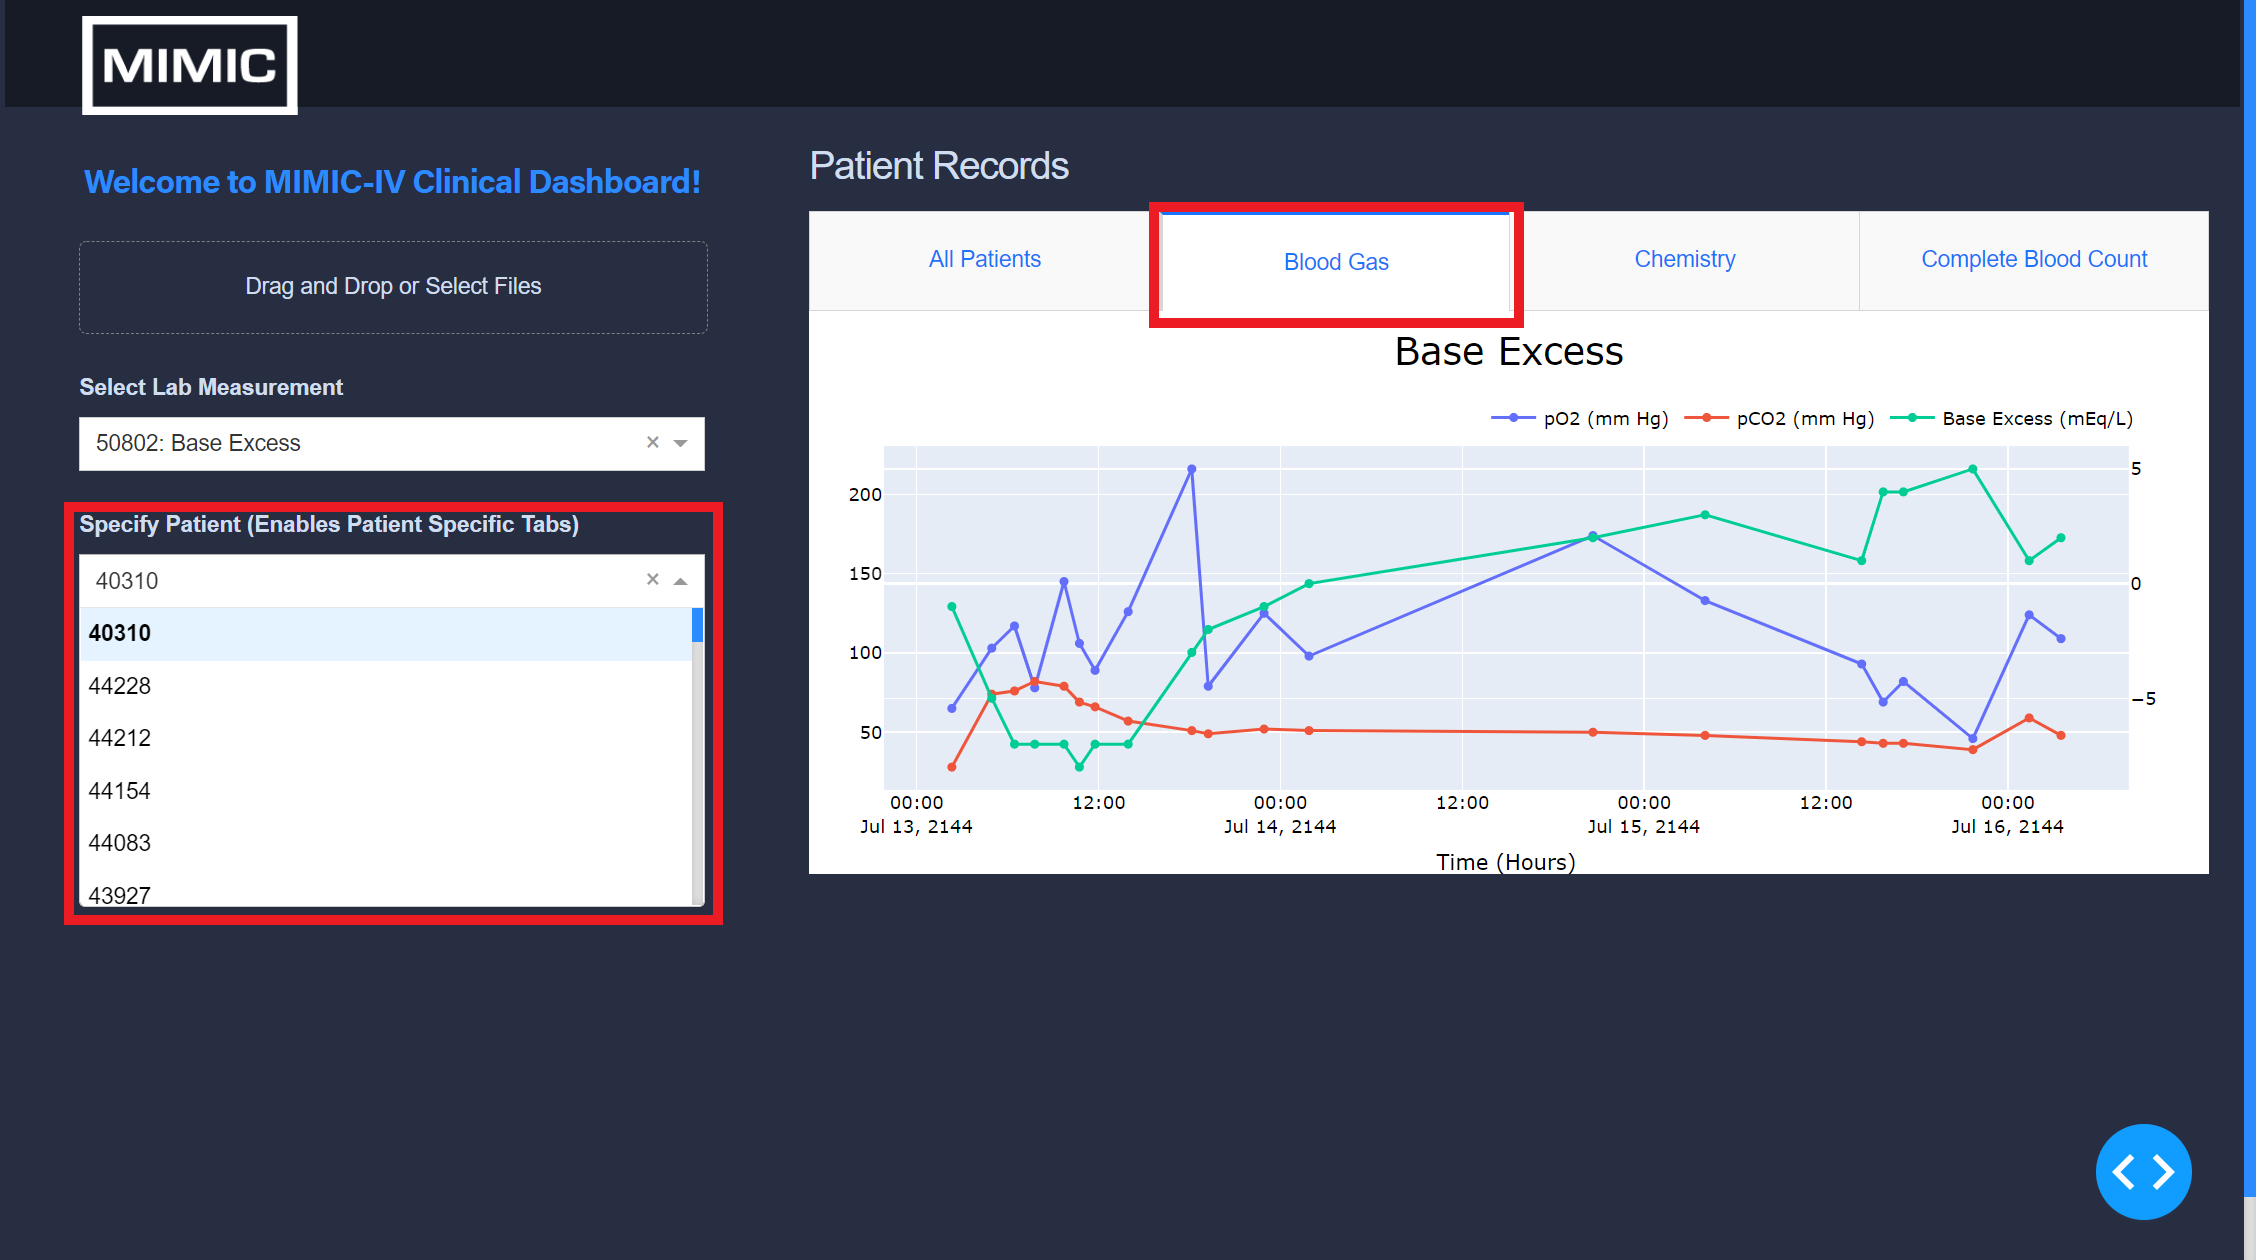 MIMIC
Welcome to MIMIC-IV Clinical Dashboard!
Drag and Drop or Select Files
Select Lab Measurement
50802: Base Excess
×
Specify Patient (Enables Patient Specific Tabs)
40310
×
40310
44228
44212
44154
44083
43927
Patient Records
All Patients
Blood Gas
Chemistry
Complete Blood Count
Base Excess
pO2 (mm Hg)
pCO2 (mm Hg)
Base Excess (mEq/L)
200
150
100
50
5
0
−5
00:00
12:00
00:00
12:00
00:00
12:00
00:00
Jul 13, 2144
Jul 14, 2144
Jul 15, 2144
Jul 16, 2144
Time (Hours)